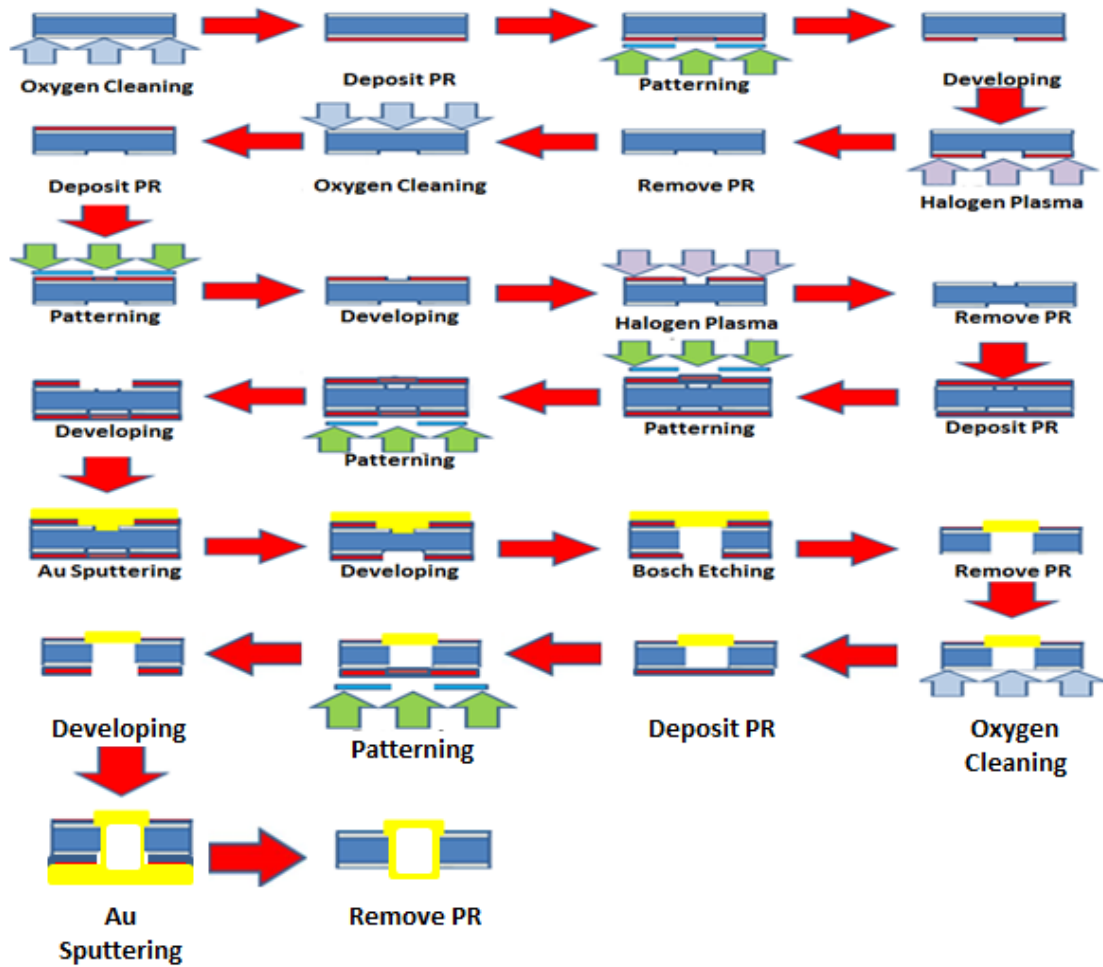 Oxygen Cleaning
Deposit PR
Patterning
Developing
Deposit PR
Oxygen Cleaning
Remove PR
Halogen Plasma
Patterning
Developing
Halogen Plasma
Remove PR
Developing
Patterning
Patterning
Deposit PR
Au Sputtering
Developing
Bosch Etching
Remove PR
Developing
Patterning
Deposit PR
Oxygen
Cleaning
Au
Sputtering
Remove PR